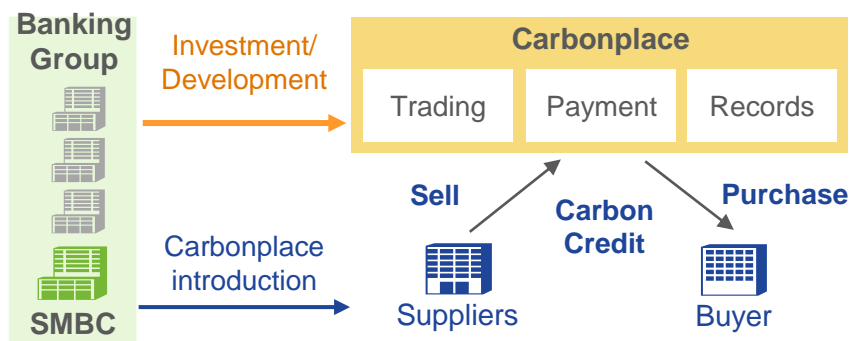 Banking
Group
Investment/
Development
Carbonplace
Trading
Payment
Records
Sell
Carbon
Credit
Purchase
Carbonplace
introduction
SMBC
Suppliers
Buyer